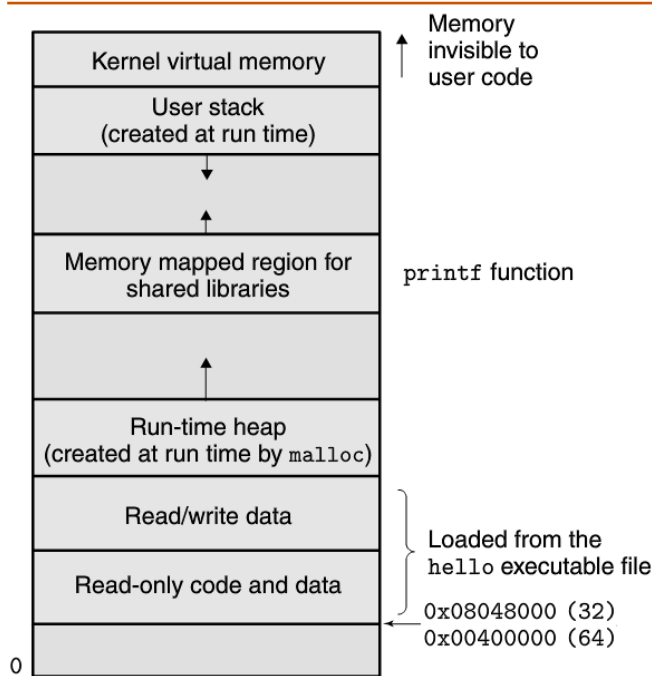 Memory
invisible to
user code
Kernel virtual memory
User stack
(created at run time)
Memory mapped region for
shared libraries
printf function
Run-time heap
(created at run time by malloc)
Read/write data
Loaded from the
hello executable file
Read-only code and data
0x08048000 (32)
0x00400000 (64)
0